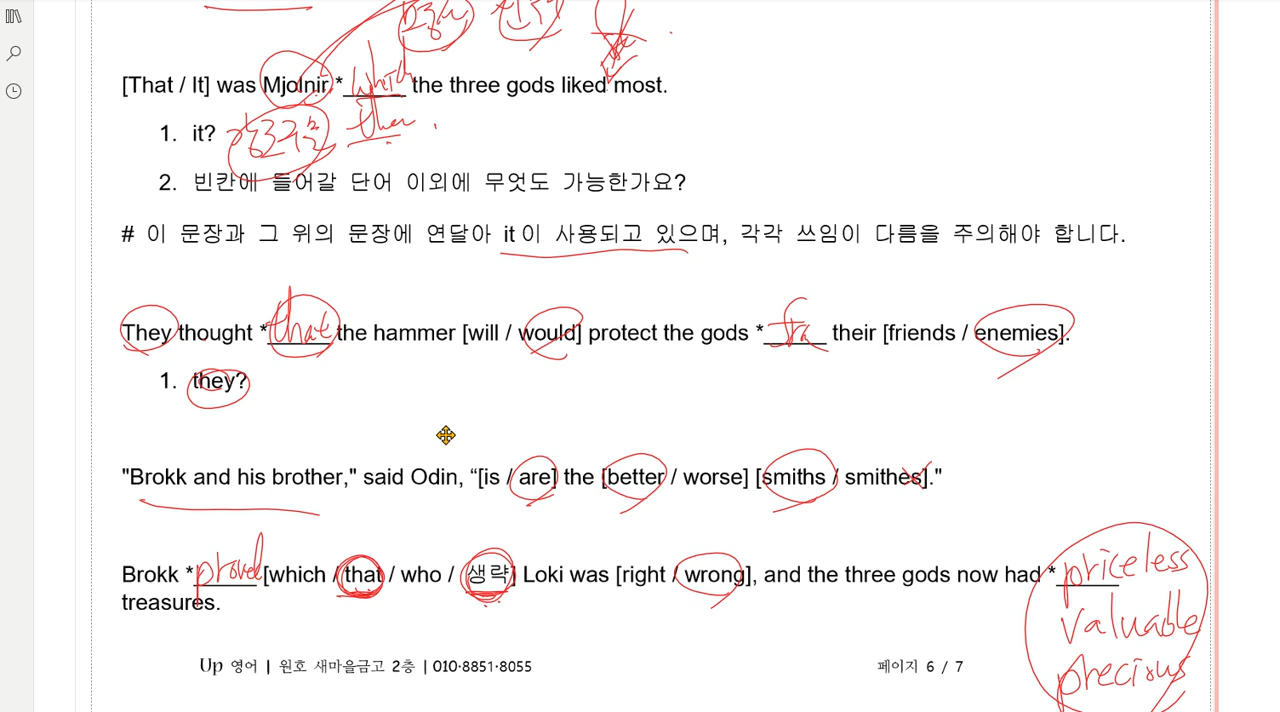 [That / It] was Mjolnir *which the three gods liked most.
1. it? 강조구문 that
2. 빈칸에 들어갈 단어 이외에 무엇도 가능한가요?
# 이 문장과 그 위의 문장에 연달아 it이 사용되고 있으며, 각각 쓰임이 다름을 주의해야 합니다.
They thought *that the hammer [will / would] protect the gods *______ their [friends / enemies].
1. they?
"Brokk and his brother," said Odin, “[is / are] the [better / worse] [smiths / smithes]."
Brokk *proved [which / that / who / 생략] Loki was [right / wrong], and the three gods now had *priceless
treasures.
valuable
precious
Up 영어 | 원호 새마을금고 2층 | 010·8851·8055
페이지 6 / 7